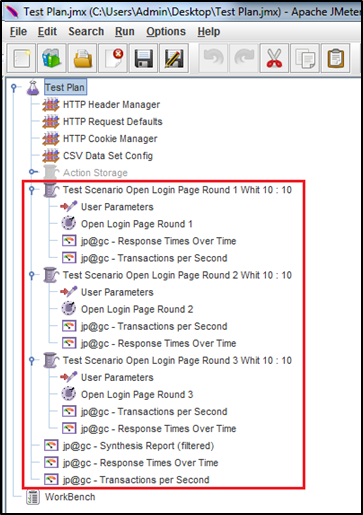 Test Plan.jmx (C:\Users\Admin\Desktop\Test Plan.jmx) - Apache JMeter
File Edit Search Run Options Help
Test Plan
HTTP Header Manager
HTTP Request Defaults
HTTP Cookie Manager
CSV Data Set Config
Action Storage
Test Scenario Open Login Page Round 1 Whit 10 : 10
User Parameters
Open Login Page Round 1
jp@gc - Response Times Over Time
jp@gc - Transactions per Second
Test Scenario Open Login Page Round 2 Whit 10 : 10
User Parameters
Open Login Page Round 2
jp@gc - Transactions per Second
jp@gc - Response Times Over Time
Test Scenario Open Login Page Round 3 Whit 10 : 10
User Parameters
Open Login Page Round 3
jp@gc - Transactions per Second
jp@gc - Response Times Over Time
jp@gc - Synthesis Report (filtered)
jp@gc - Response Times Over Time
jp@gc - Transactions per Second
WorkBench